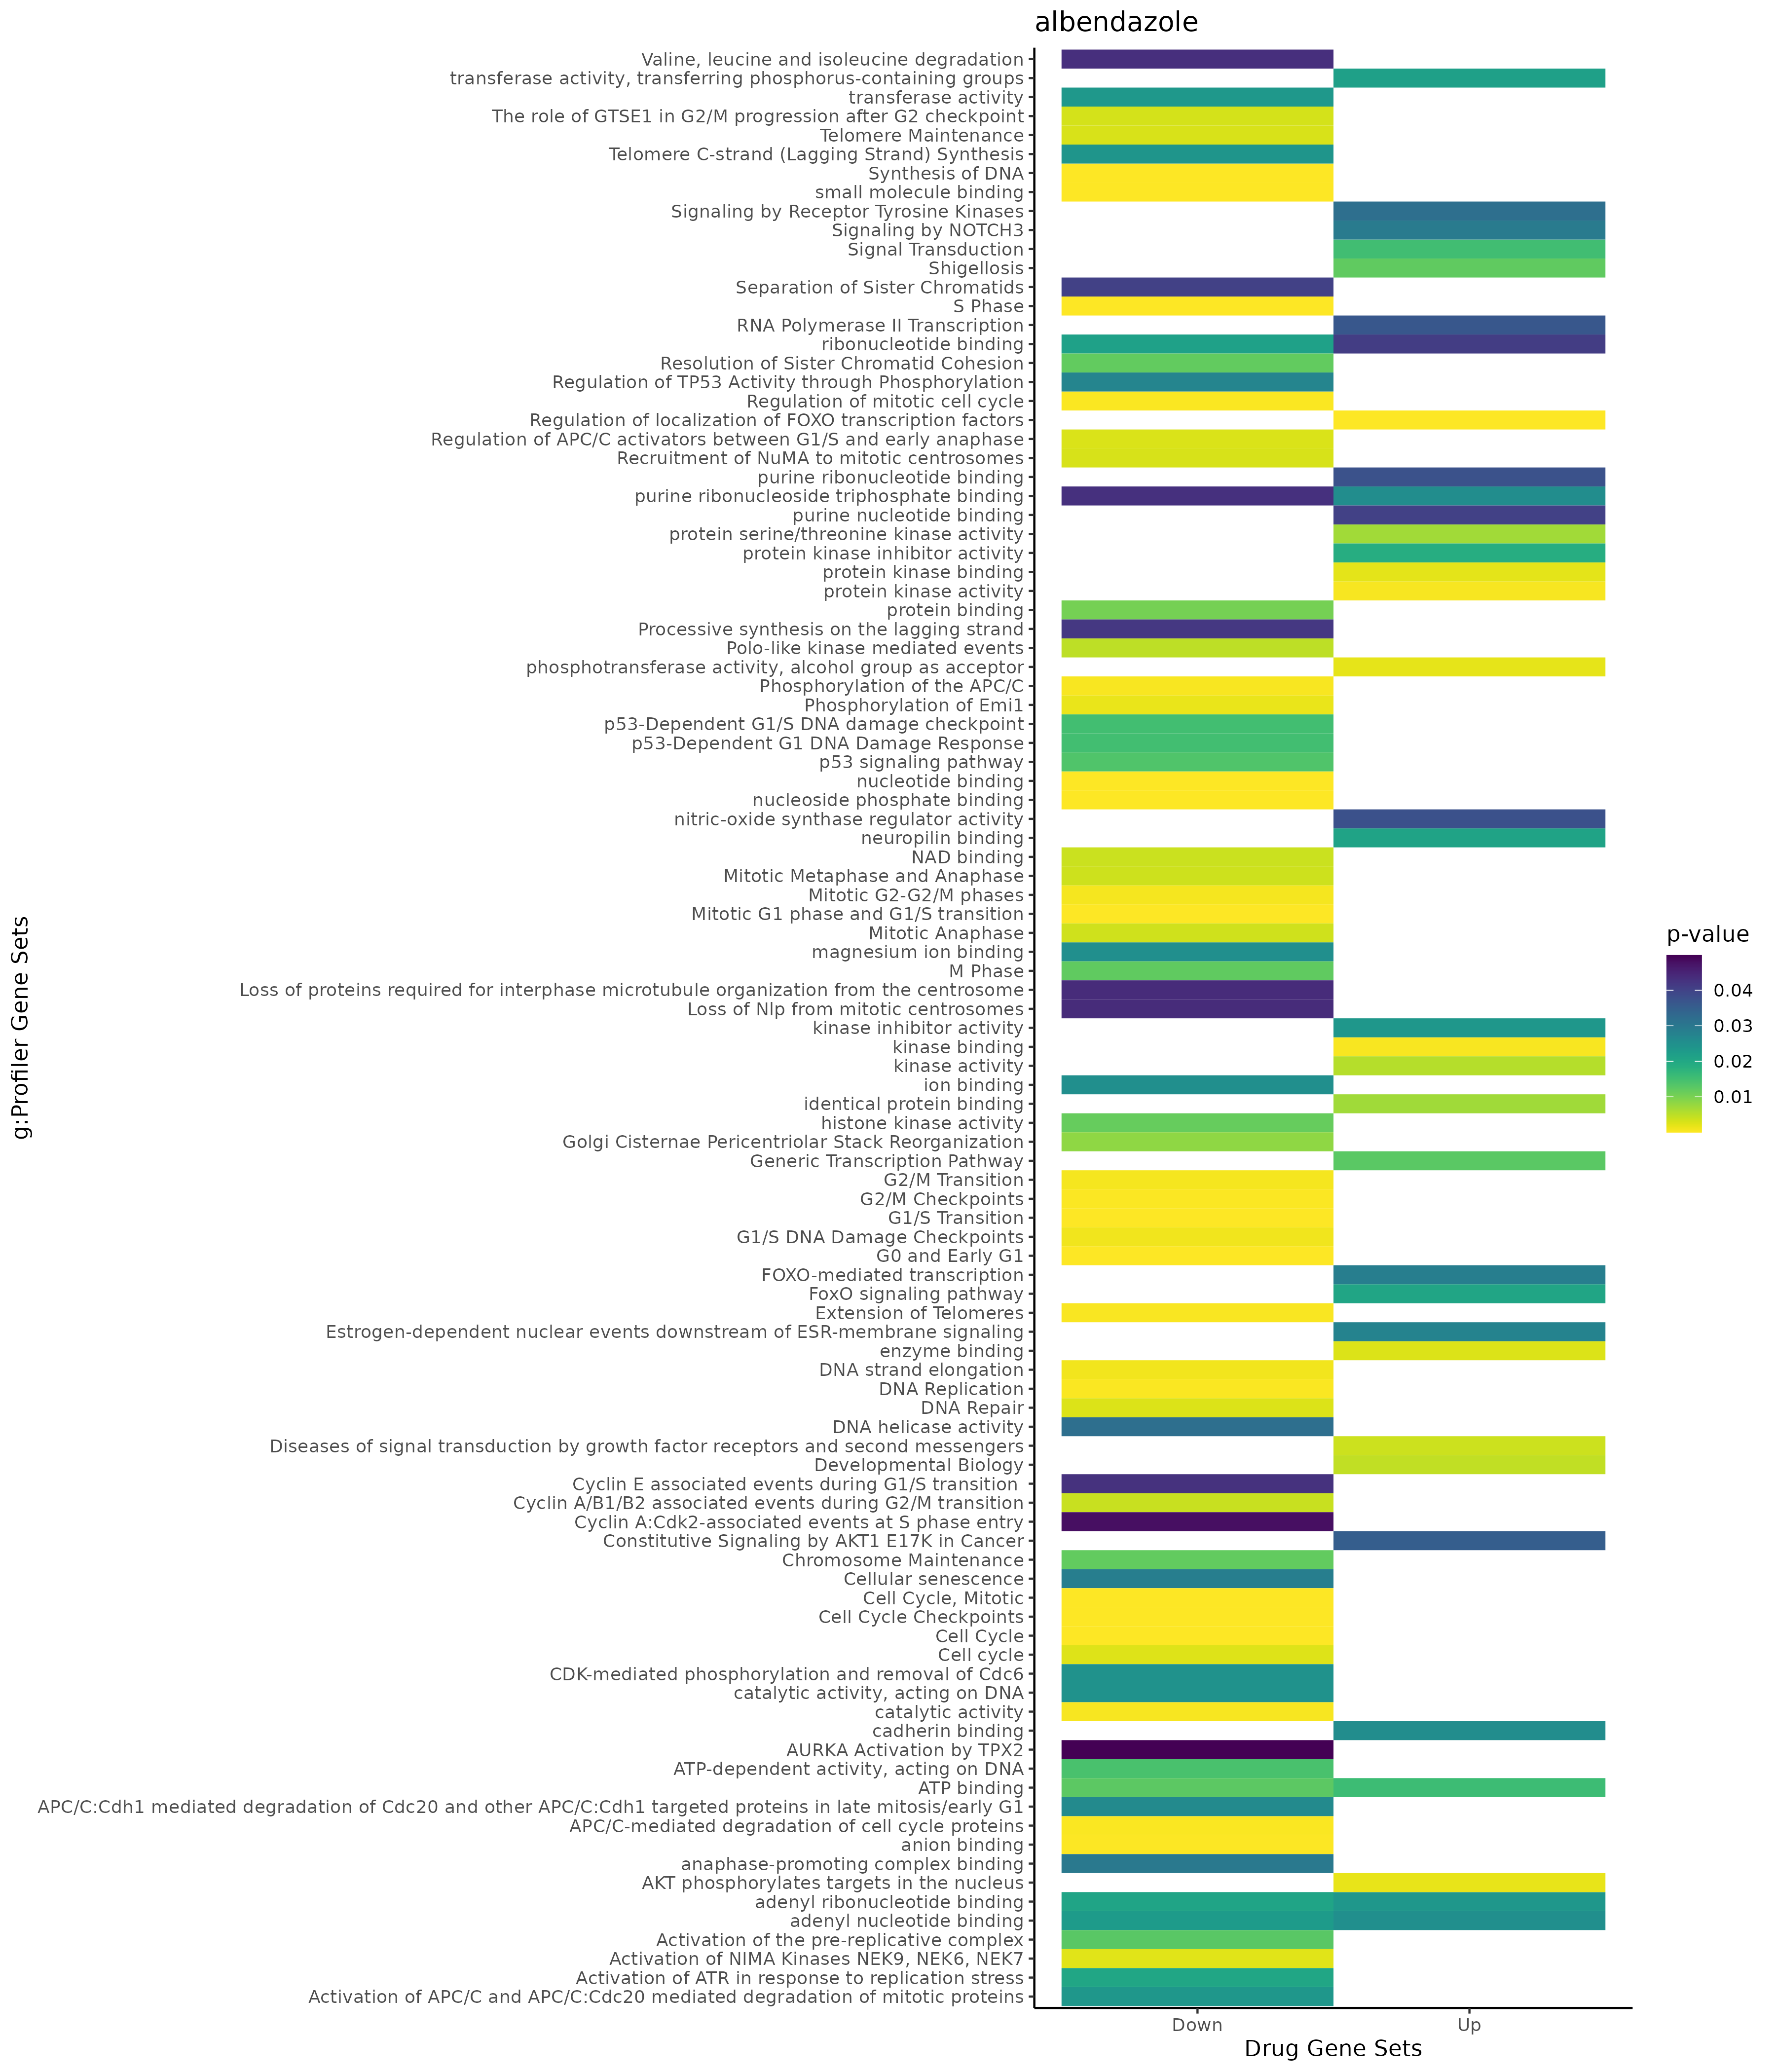 albendazole
Valine, leucine and isoleucine degradation
transferase activity, transferring phosphorus-containing groups
transferase activity
The role of GTSE1 in G2/M progression after G2 checkpoint
Telomere Maintenance
Telomere C-strand (Lagging Strand) Synthesis
Synthesis of DNA
small molecule binding
Signaling by Receptor Tyrosine Kinases
Signaling by NOTCH3
Signal Transduction
Shigellosis
Separation of Sister Chromatids
S Phase
RNA Polymerase II Transcription
ribonucleotide binding
Resolution of Sister Chromatid Cohesion
Regulation of TP53 Activity through Phosphorylation
Regulation of mitotic cell cycle
Regulation of localization of FOXO transcription factors
Regulation of APC/C activators between G1/S and early anaphase
Recruitment of NuMA to mitotic centrosomes
purine ribonucleotide binding
purine ribonucleoside triphosphate binding
purine nucleotide binding
protein serine/threonine kinase activity
protein kinase inhibitor activity
protein kinase binding
protein kinase activity
protein binding
Processive synthesis on the lagging strand
Polo-like kinase mediated events
phosphotransferase activity, alcohol group as acceptor
Phosphorylation of the APC/C
Phosphorylation of Emi1
p53-Dependent G1/S DNA damage checkpoint
p53-Dependent G1 DNA Damage Response
p53 signaling pathway
nucleotide binding
nucleoside phosphate binding
nitric-oxide synthase regulator activity
neuropilin binding
NAD binding
Mitotic Metaphase and Anaphase
Mitotic G2-G2/M phases
Mitotic G1 phase and G1/S transition
Mitotic Anaphase
magnesium ion binding
M Phase
Loss of proteins required for interphase microtubule organization from the centrosome
Loss of Nlp from mitotic centrosomes
kinase inhibitor activity
kinase binding
kinase activity
ion binding
identical protein binding
histone kinase activity
Golgi Cisternae Pericentriolar Stack Reorganization
Generic Transcription Pathway
G2/M Transition
G2/M Checkpoints
G1/S Transition
G1/S DNA Damage Checkpoints
G0 and Early G1
FOXO-mediated transcription
FoxO signaling pathway
Extension of Telomeres
Estrogen-dependent nuclear events downstream of ESR-membrane signaling
enzyme binding
DNA strand elongation
DNA Replication
DNA Repair
DNA helicase activity
Diseases of signal transduction by growth factor receptors and second messengers
Developmental Biology
Cyclin E associated events during G1/S transition
Cyclin A/B1/B2 associated events during G2/M transition
Cyclin A:Cdk2-associated events at S phase entry
Constitutive Signaling by AKT1 E17K in Cancer
Chromosome Maintenance
Cellular senescence
Cell Cycle, Mitotic
Cell Cycle Checkpoints
Cell Cycle
Cell cycle
CDK-mediated phosphorylation and removal of Cdc6
catalytic activity, acting on DNA
catalytic activity
cadherin binding
AURKA Activation by TPX2
ATP-dependent activity, acting on DNA
ATP binding
APC/C:Cdh1 mediated degradation of Cdc20 and other APC/C:Cdh1 targeted proteins in late mitosis/early G1
APC/C-mediated degradation of cell cycle proteins
anion binding
anaphase-promoting complex binding
AKT phosphorylates targets in the nucleus
adenyl ribonucleotide binding
adenyl nucleotide binding
Activation of the pre-replicative complex
Activation of NIMA Kinases NEK9, NEK6, NEK7
Activation of ATR in response to replication stress
Activation of APC/C and APC/C:Cdc20 mediated degradation of mitotic proteins
g:Profiler Gene Sets
Down
Up
Drug Gene Sets
p-value
0.04
0.03
0.02
0.01